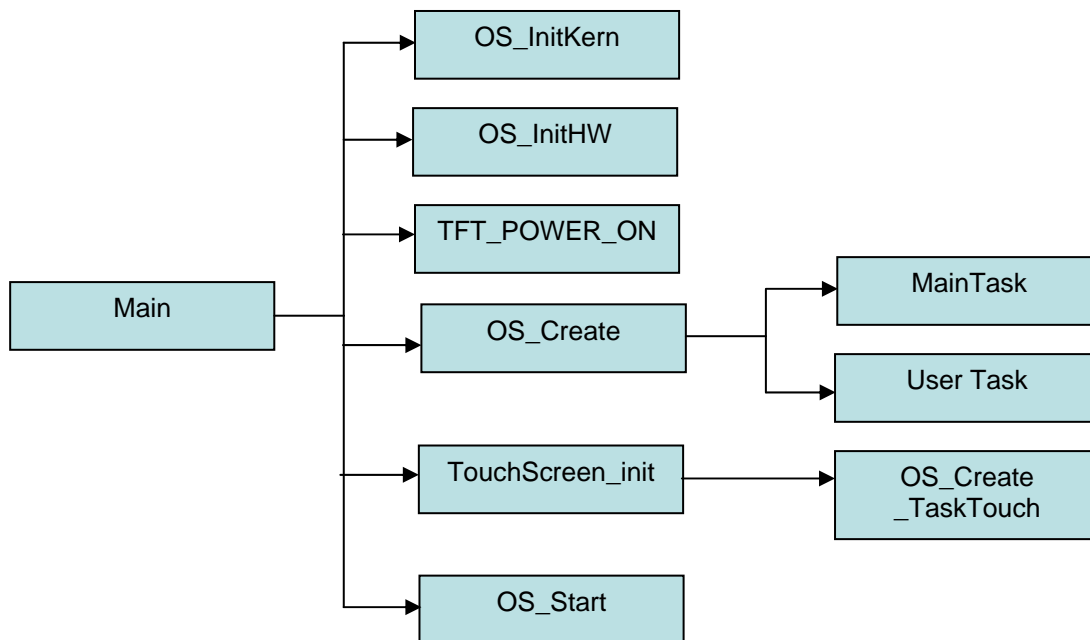 OS_InitKern
OS_InitHW
TFT_POWER_ON
MainTask
Main
OS_Create
User Task
TouchScreen_init
OS_Create
_TaskTouch
OS_Start